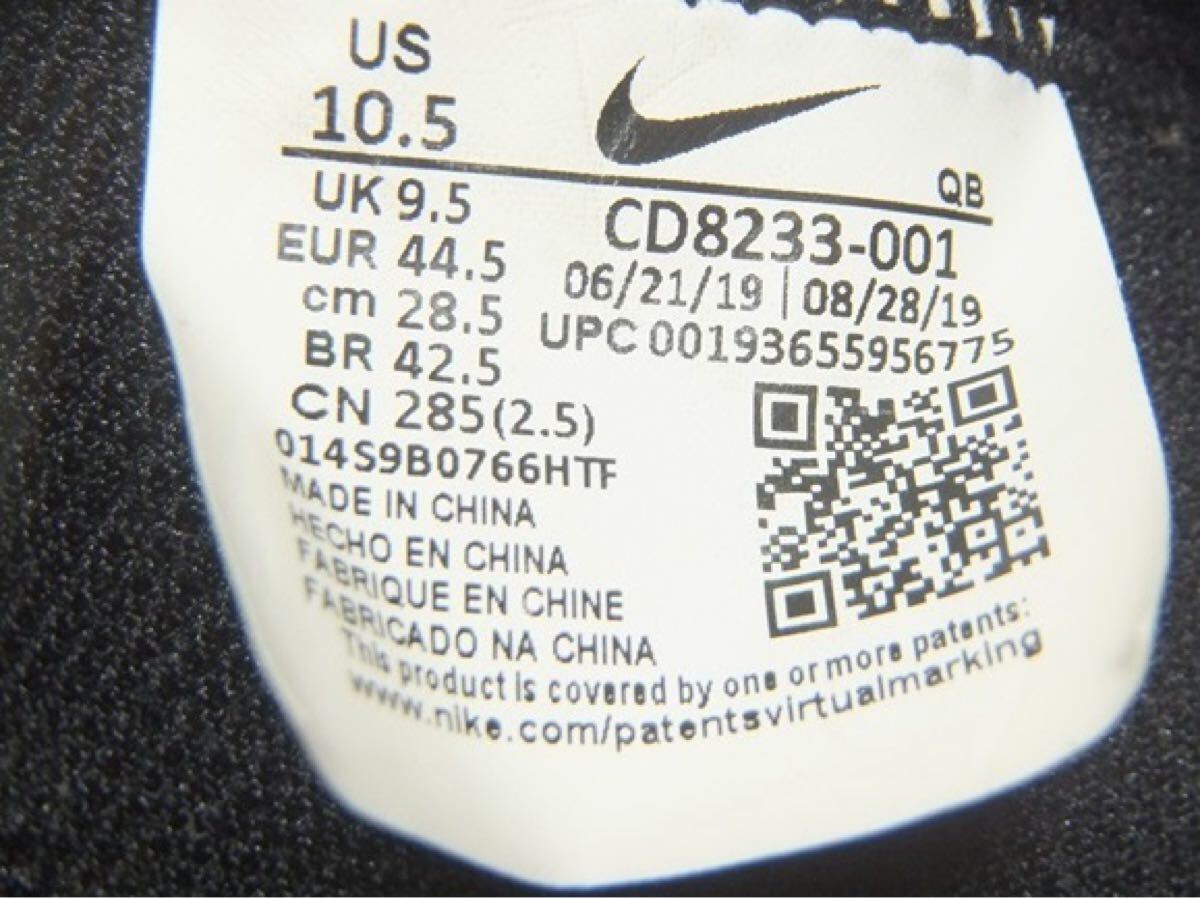 US
10.5
QB
UK 9.5
CD8233-001
EUR 44.5
06/21/19 | 08/28/19
cm 28.5
UPC 00193655956775
BR 42.5
CN 285(2.5)
014S9B0766HTF
MADE IN CHINA
HECHO EN CHINA
FABRIQUE EN CHINE
FABRICADO NA CHINA
This product is covered by one or more patents:
www.nike.com/patentsvirtualmarking